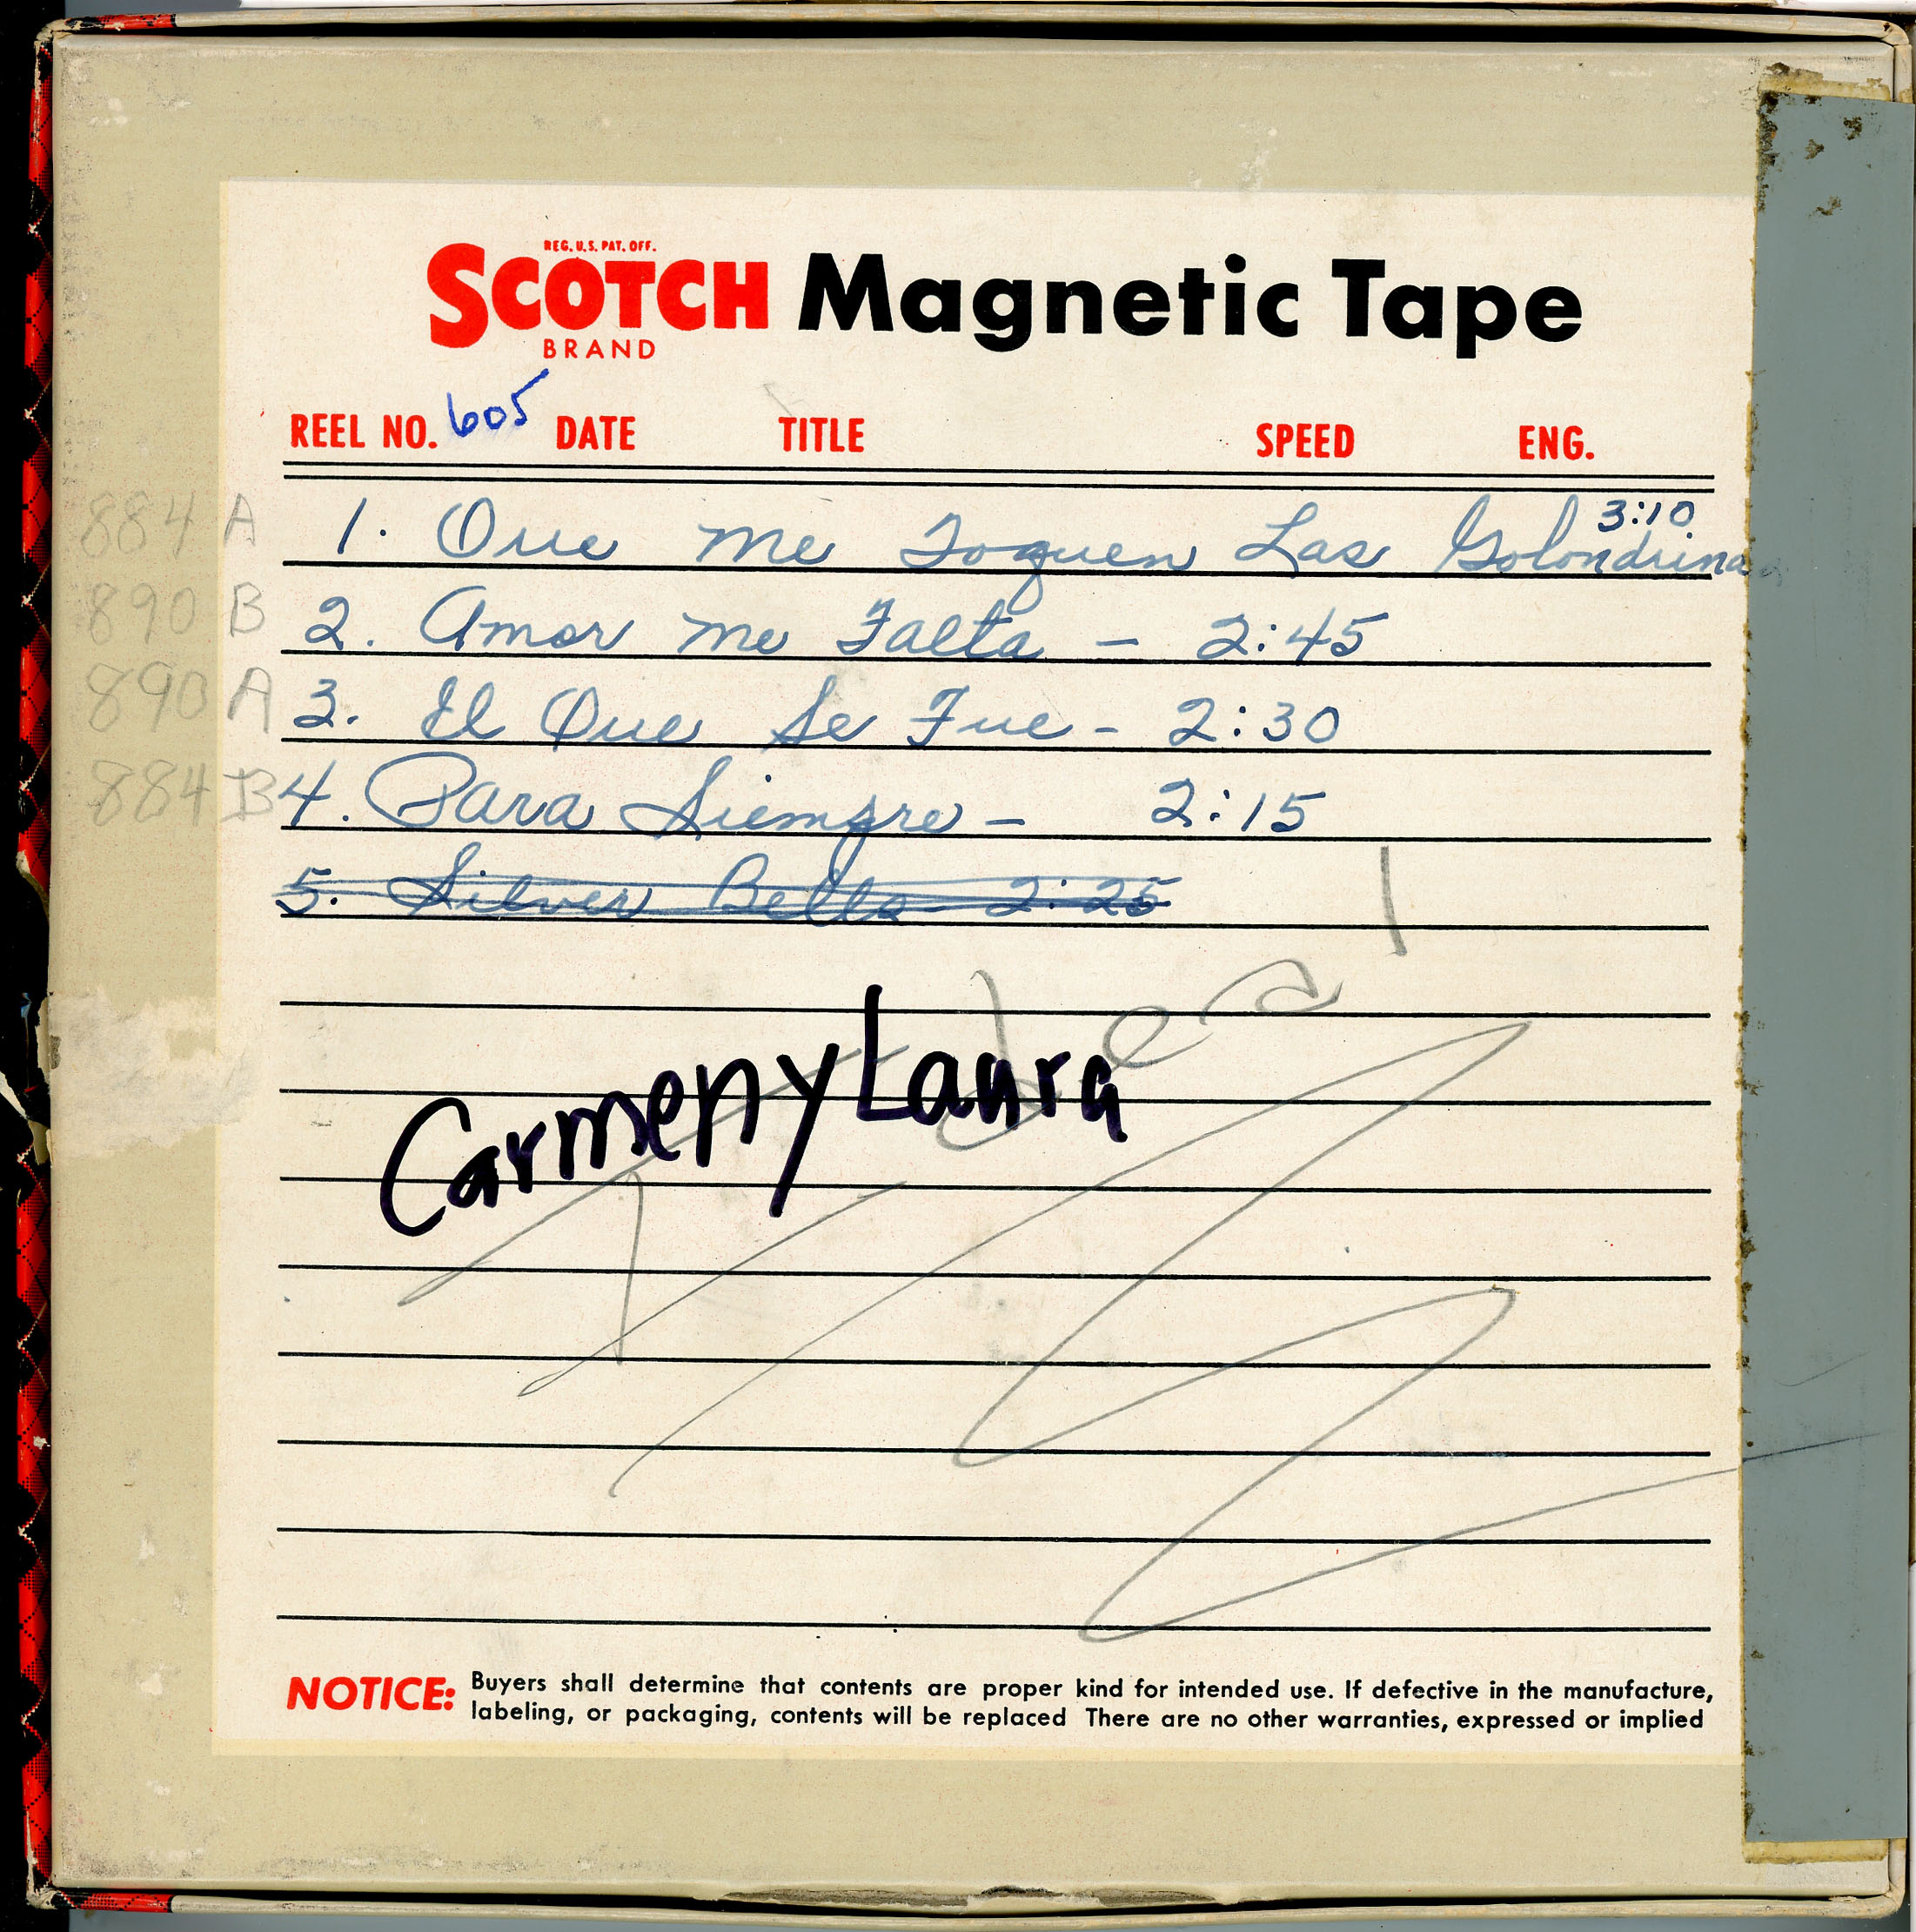 REG. U.S. PAT. OFF.
SCOTCH Magnetic Tape
BRAND
REEL NO. 605 DATE TITLE SPEED ENG.
884 A 1. Que Me Toquen Las Golondrinas 3:10
890 B 2. Amor Me Falta - 2:45
890 A 3. El Que Se Fue - 2:30
884 B 4. Para Siempre - 2:15
5. Silver Bells - 2:25
Carmen y Laura
Ideal
NOTICE: Buyers shall determine that contents are proper kind for intended use. If defective in the manufacture,
labeling, or packaging, contents will be replaced There are no other warranties, expressed or implied